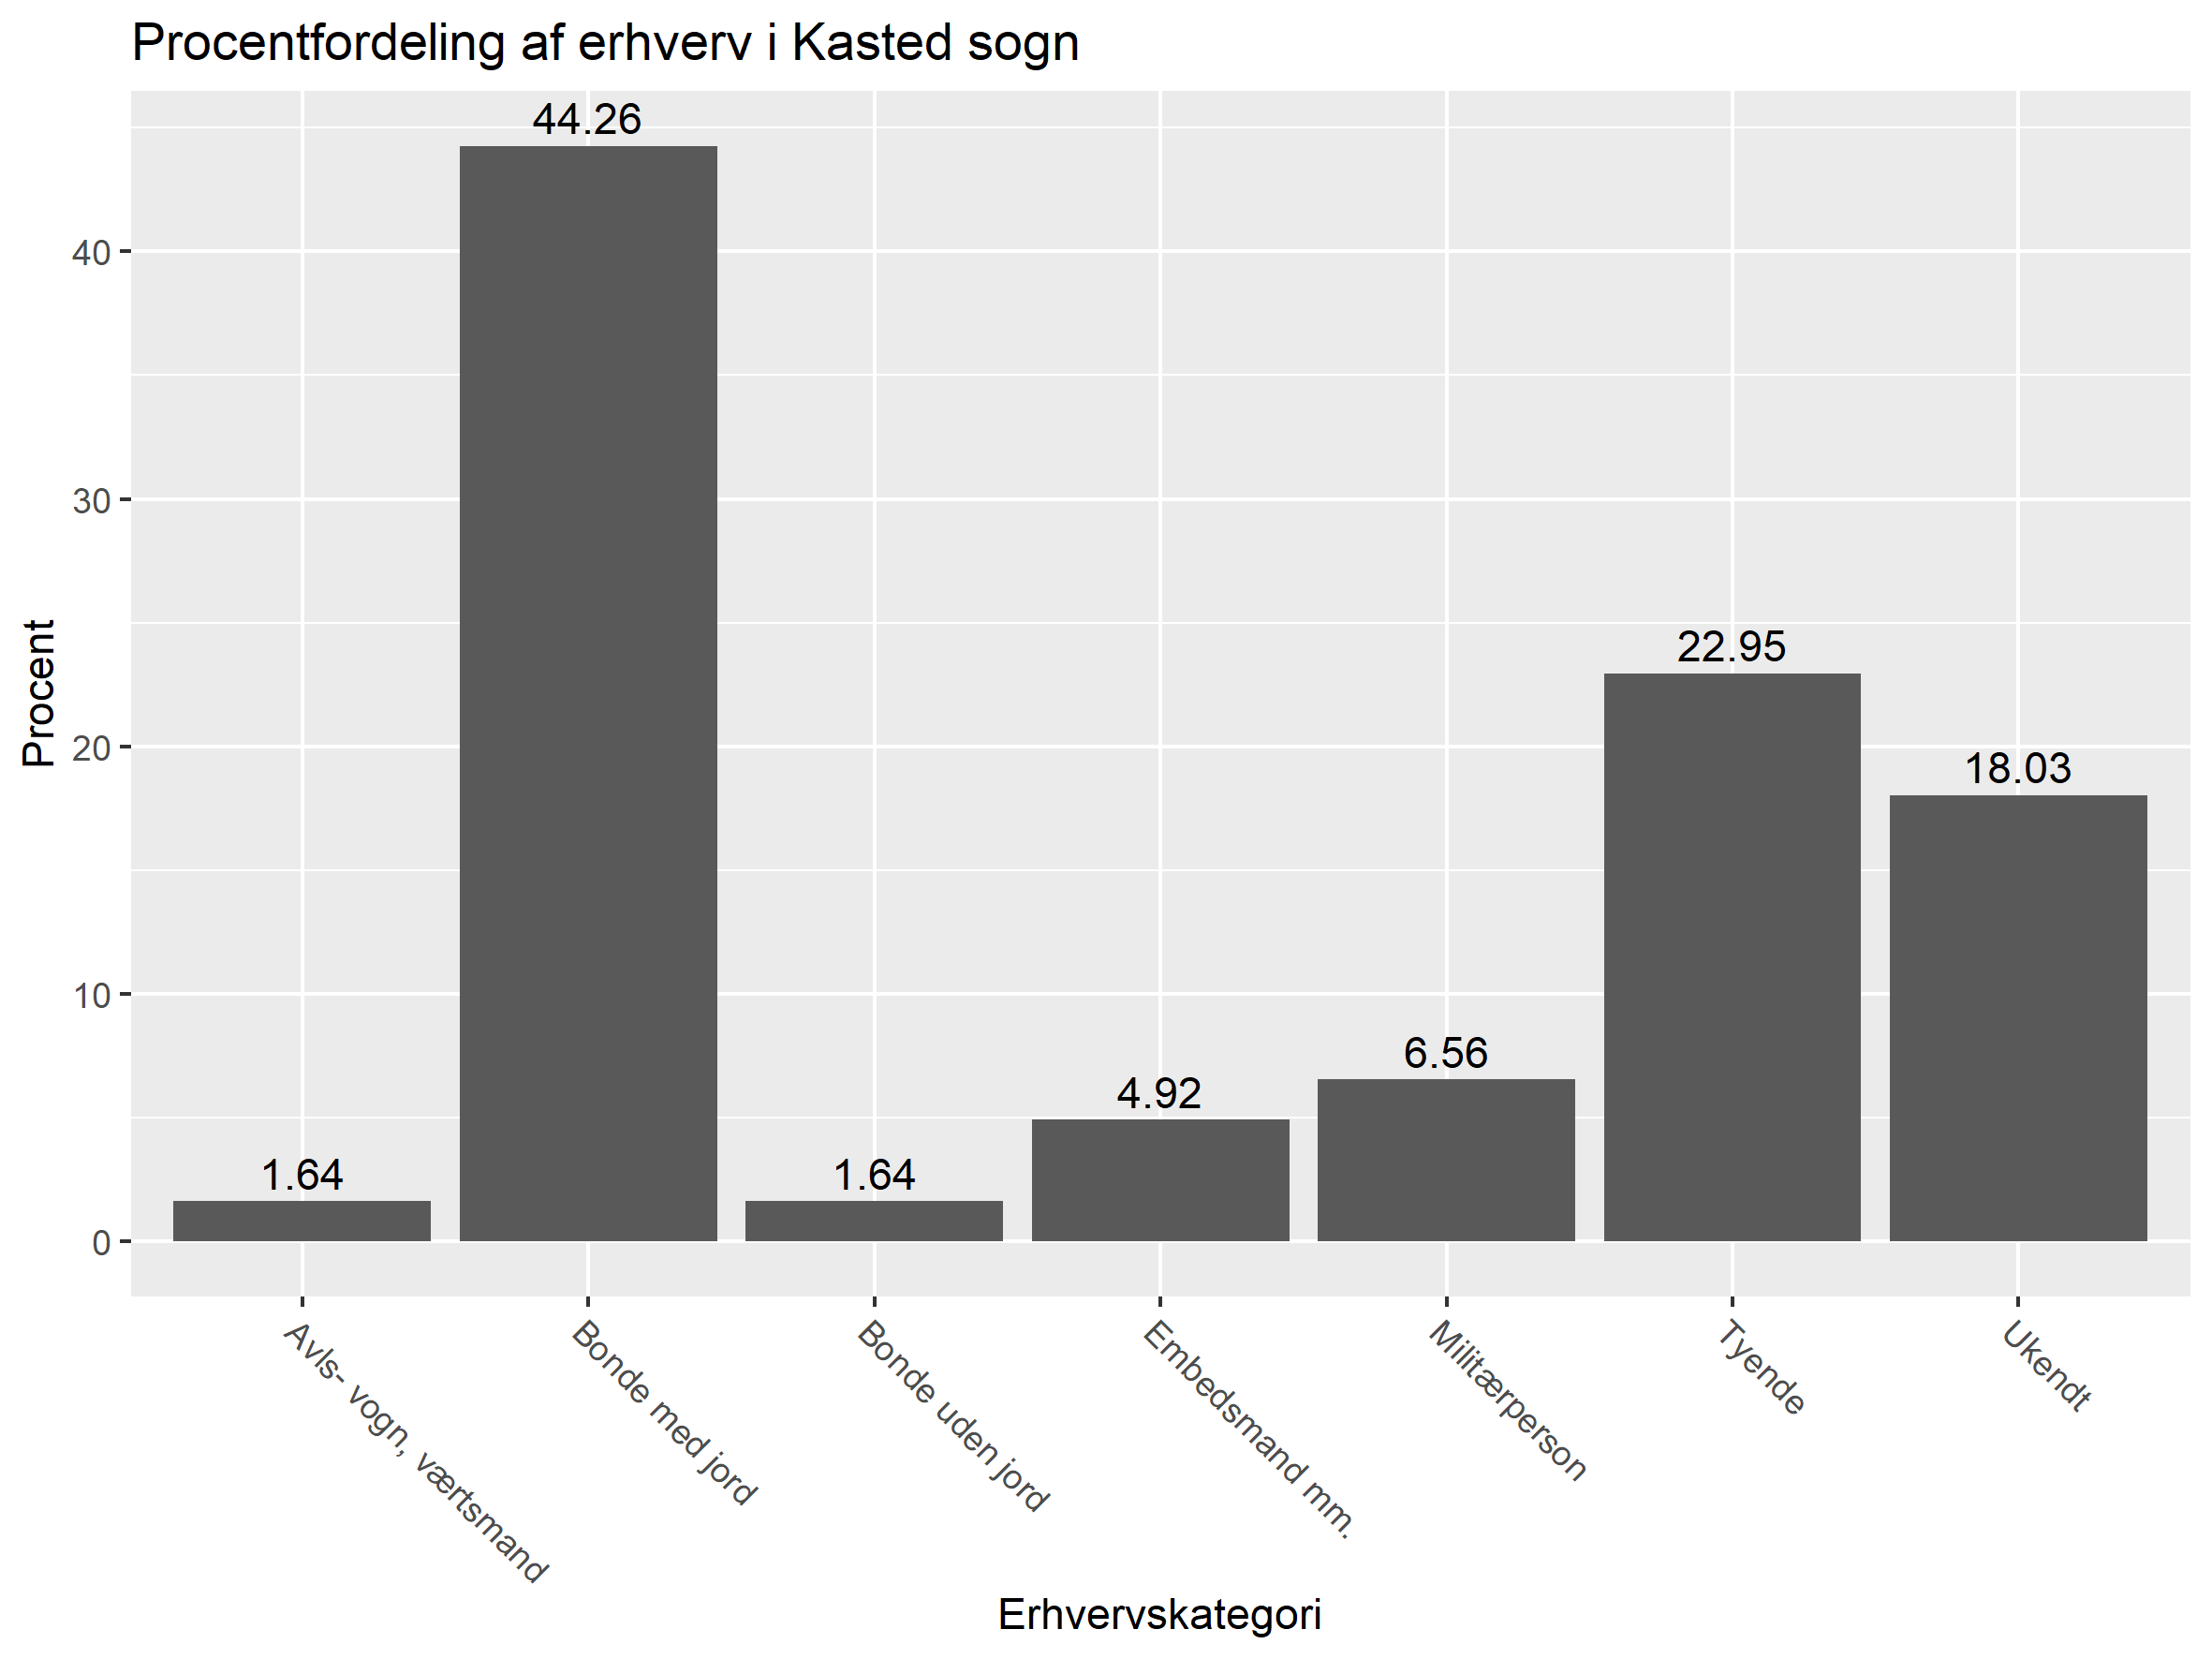 Procentfordeling af erhverv i Kasted sogn
Procent
40
30
20
10
0
1.64
44.26
1.64
4.92
6.56
22.95
18.03
Avls- vogn, værtsmand
Bonde med jord
Bonde uden jord
Embedsmand mm.
Militærperson
Tyende
Ukendt
Erhvervskategori